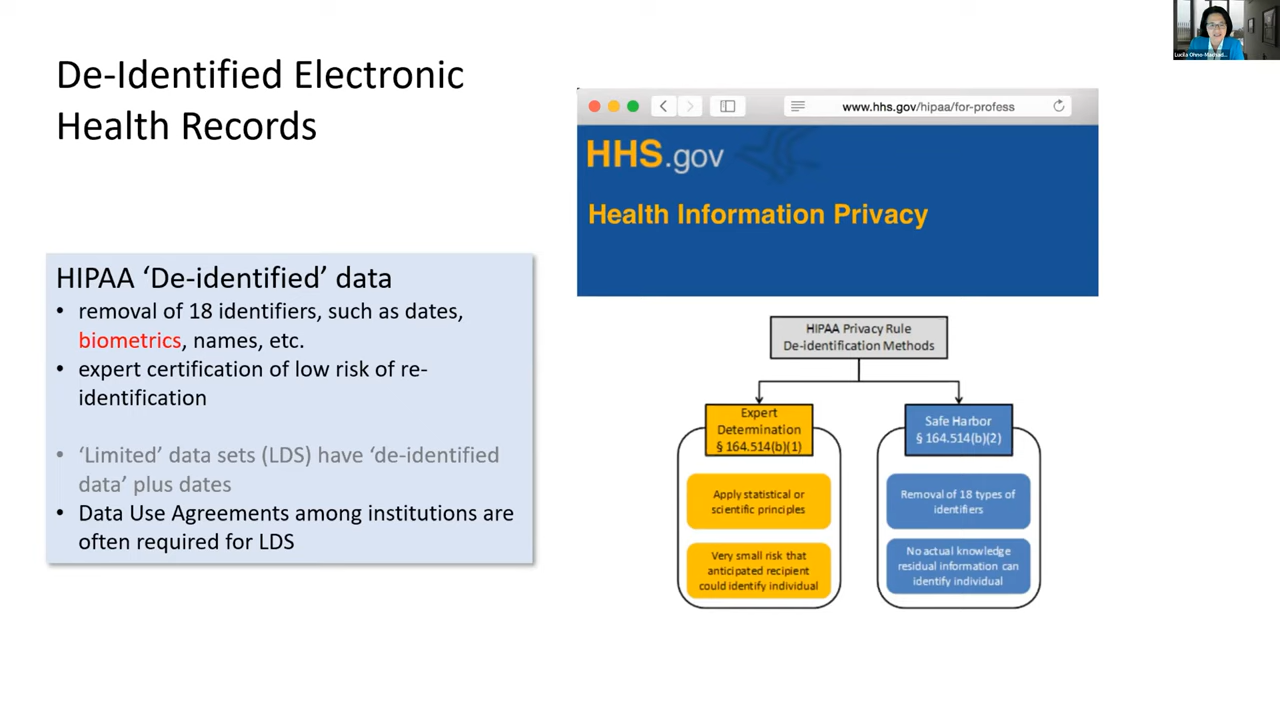 De-Identified Electronic
Health Records
HIPAA ‘De-identified’ data
• removal of 18 identifiers, such as dates,
biometrics, names, etc.
• expert certification of low risk of re-
identification
• ‘Limited’ data sets (LDS) have ‘de-identified
data’ plus dates
• Data Use Agreements among institutions are
often required for LDS
www.hhs.gov/hipaa/for-profess
HHS.gov
Health Information Privacy
HIPAA Privacy Rule
De-identification Methods
Expert
Determination
§ 164.514(b)(1)
Apply statistical or
scientific principles
Very small risk that
anticipated recipient
could identify individual
Safe Harbor
§ 164.514(b)(2)
Removal of 18 types of
identifiers
No actual knowledge
residual information can
identify individual
Lucila Ohno-Machad...